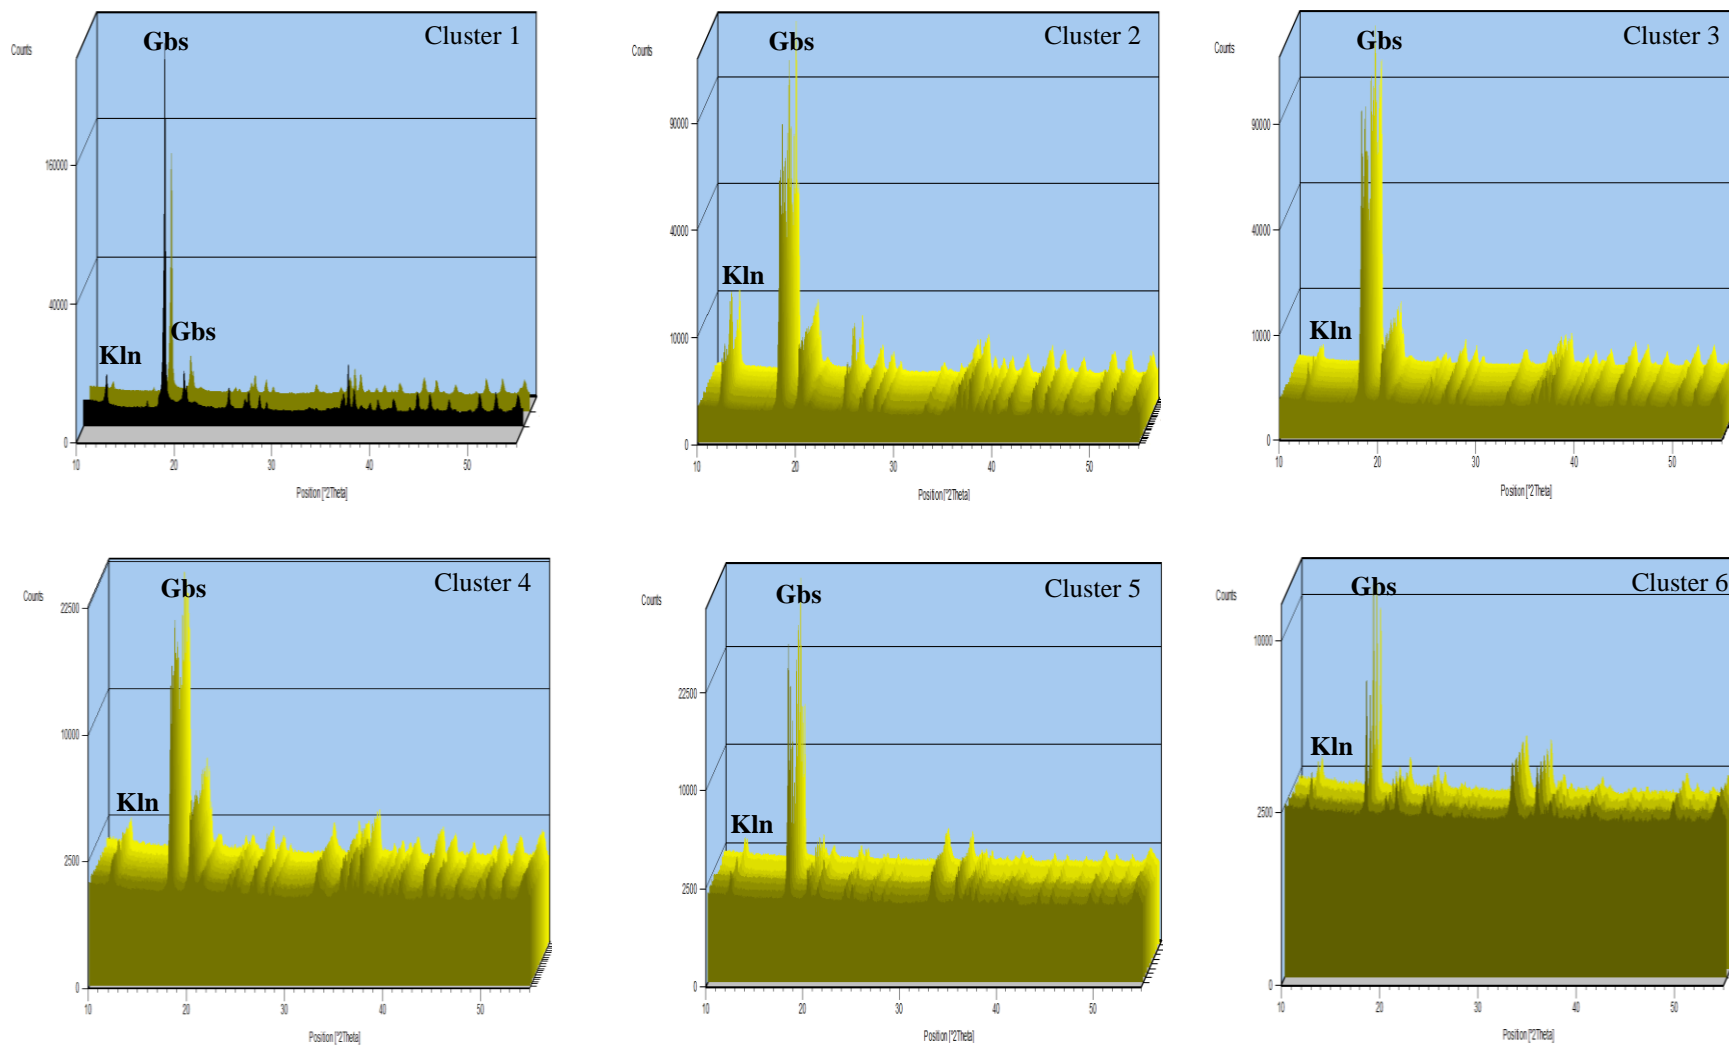 Counts
Gbs
Cluster 1
160000
40000
Gbs
Kln
0
10 20 30 40 50
Position [°2Theta]
Counts
Gbs
Cluster 2
90000
40000
Kln
10000
0
10 20 30 40 50
Position [°2Theta]
Counts
Gbs
Cluster 3
90000
40000
Kln
10000
0
10 20 30 40 50
Position [°2Theta]
Counts
Gbs
Cluster 4
22500
10000
Kln
2500
0
10 20 30 40 50
Position [°2Theta]
Counts
Gbs
Cluster 5
22500
10000
Kln
2500
0
10 20 30 40 50
Position [°2Theta]
Counts
Gbs
Cluster 6
10000
Kln
2500
0
10 20 30 40 50
Position [°2Theta]